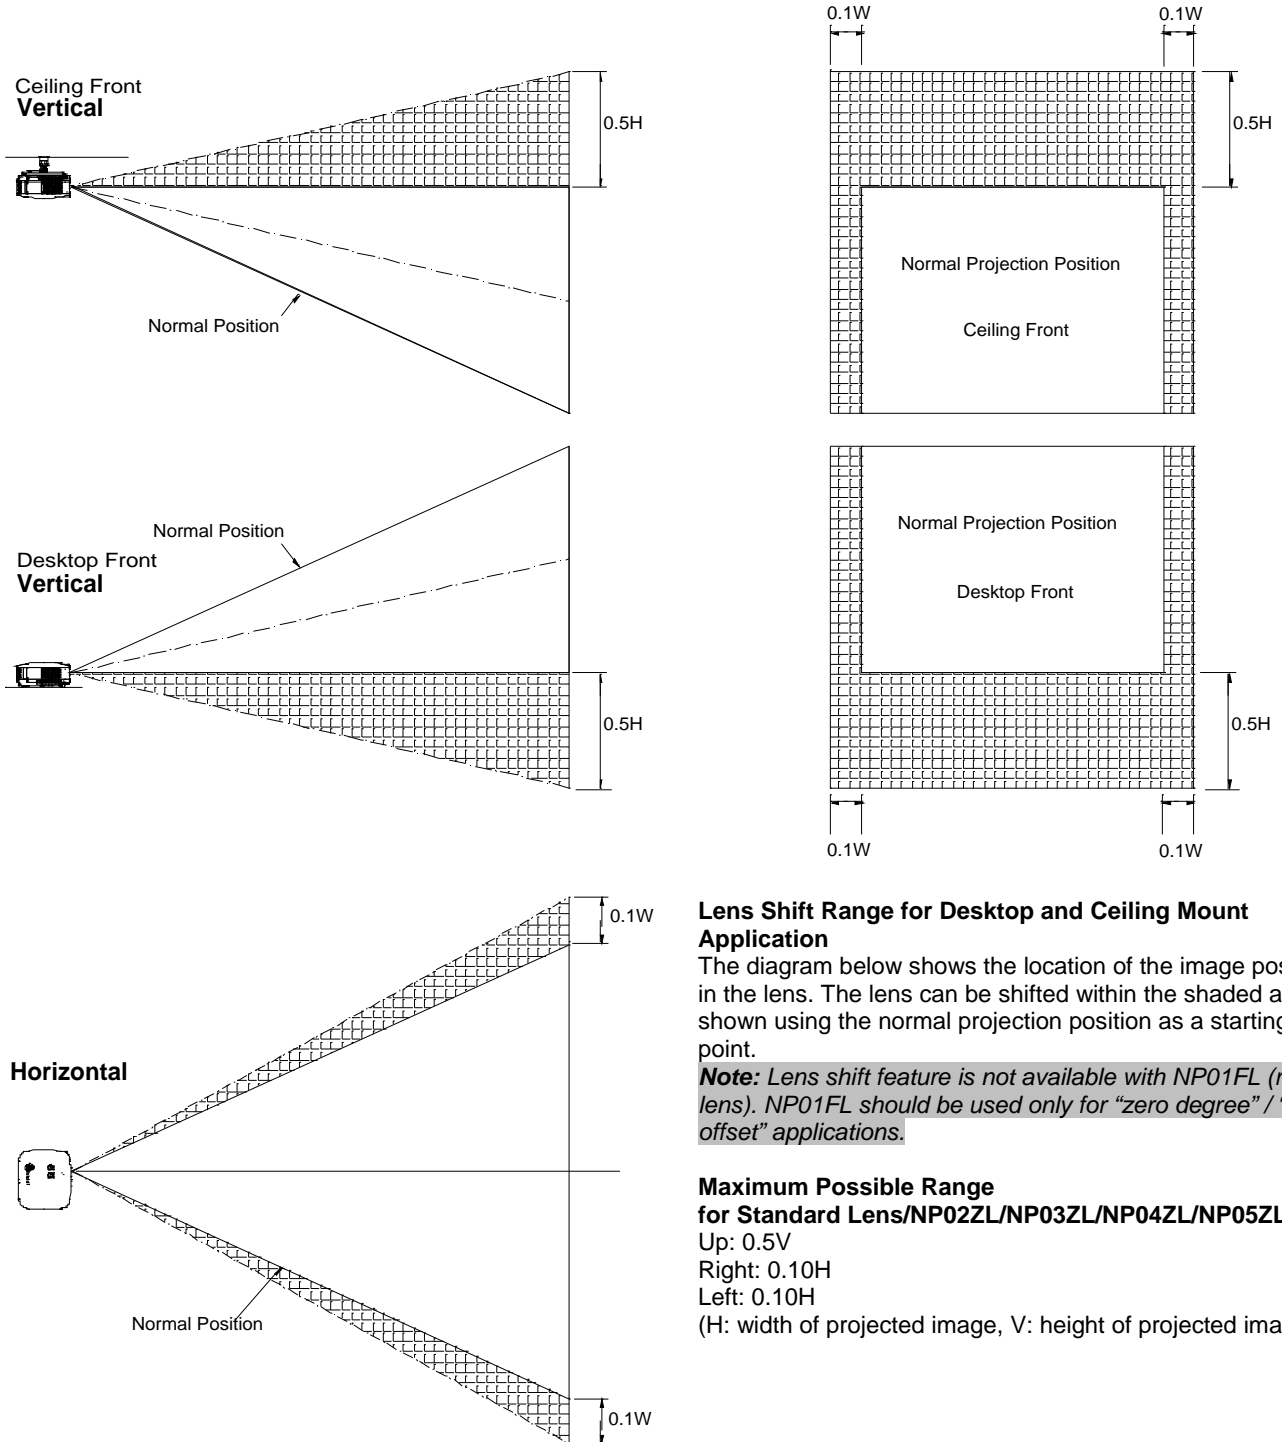 0.1W
0.1W
Ceiling Front
Vertical
0.5H
0.5H
Normal Projection Position
Ceiling Front
Normal Position
Normal Position
Normal Projection Position
Desktop Front
Vertical
Desktop Front
0.5H
0.5H
0.1W
0.1W
0.1W
Lens Shift Range for Desktop and Ceiling Mount
Application
The diagram below shows the location of the image
in the lens. The lens can be shifted within the shaded
shown using the normal projection position as a starting
point.
Note: Lens shift feature is not available with NP01FL
lens). NP01FL should be used only for “zero degree” /
offset” applications.
Horizontal
Maximum Possible Range
for Standard Lens/NP02ZL/NP03ZL/NP04ZL/NP05ZL
Up: 0.5V
Right: 0.10H
Left: 0.10H
(H: width of projected image, V: height of projected
Normal Position
0.1W